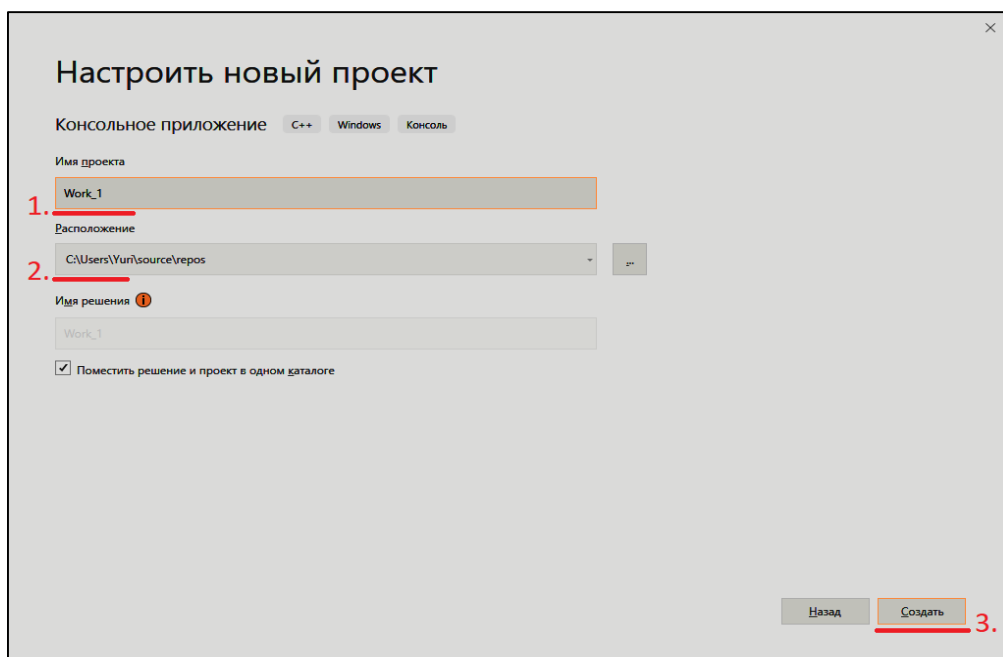 Настроить новый проект
Консольное приложение C++ Windows Консоль
Имя проекта
Work_1
1.
Расположение
C:\Users\Yuri\source\repos
...
2.
Имя решения i
Work_1
Поместить решение и проект в одном каталоге
Назад Создать
3.